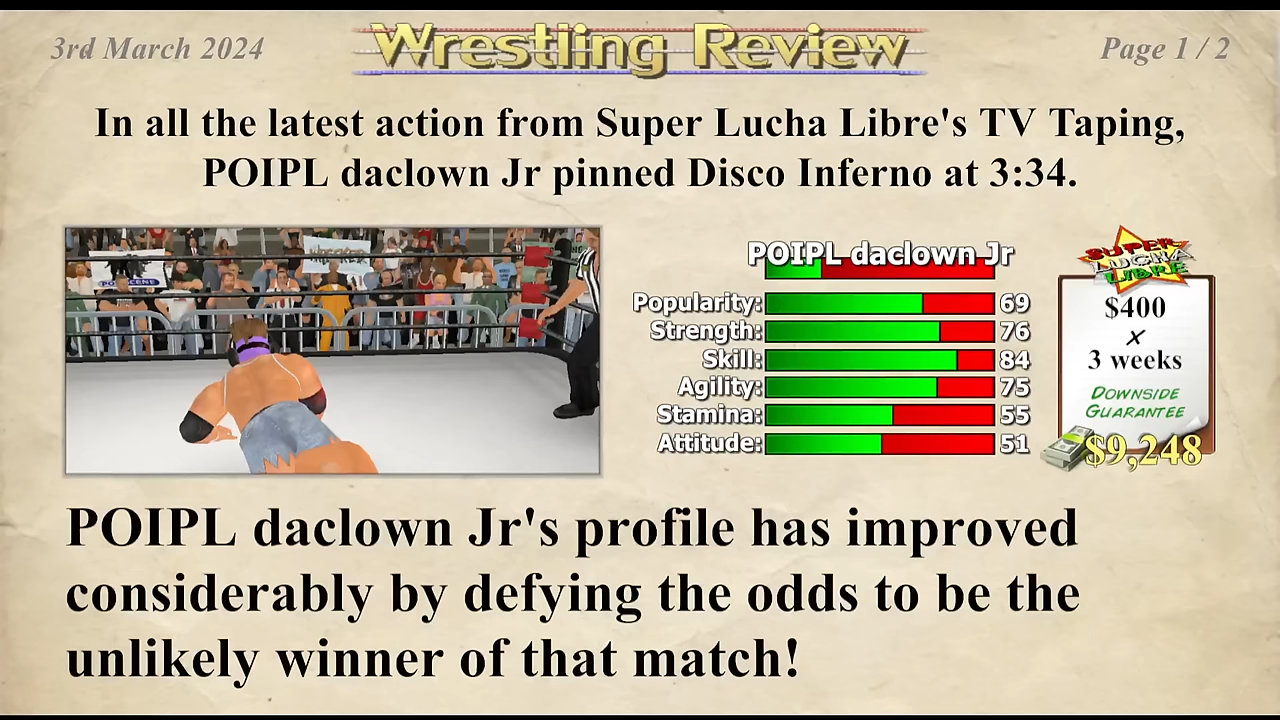 3rd March 2024
Wrestling Review
Page 1 / 2
In all the latest action from Super Lucha Libre's TV Taping,
POIPL daclown Jr pinned Disco Inferno at 3:34.
POIPL daclown Jr
Popularity: 69
Strength: 76
Skill: 84
Agility: 75
Stamina: 55
Attitude: 51
SUPER
LUCHA
LIBRE
$400
x
3 weeks
DOWNSIDE
GUARANTEE
$9,248
POIPL daclown Jr's profile has improved
considerably by defying the odds to be the
unlikely winner of that match!